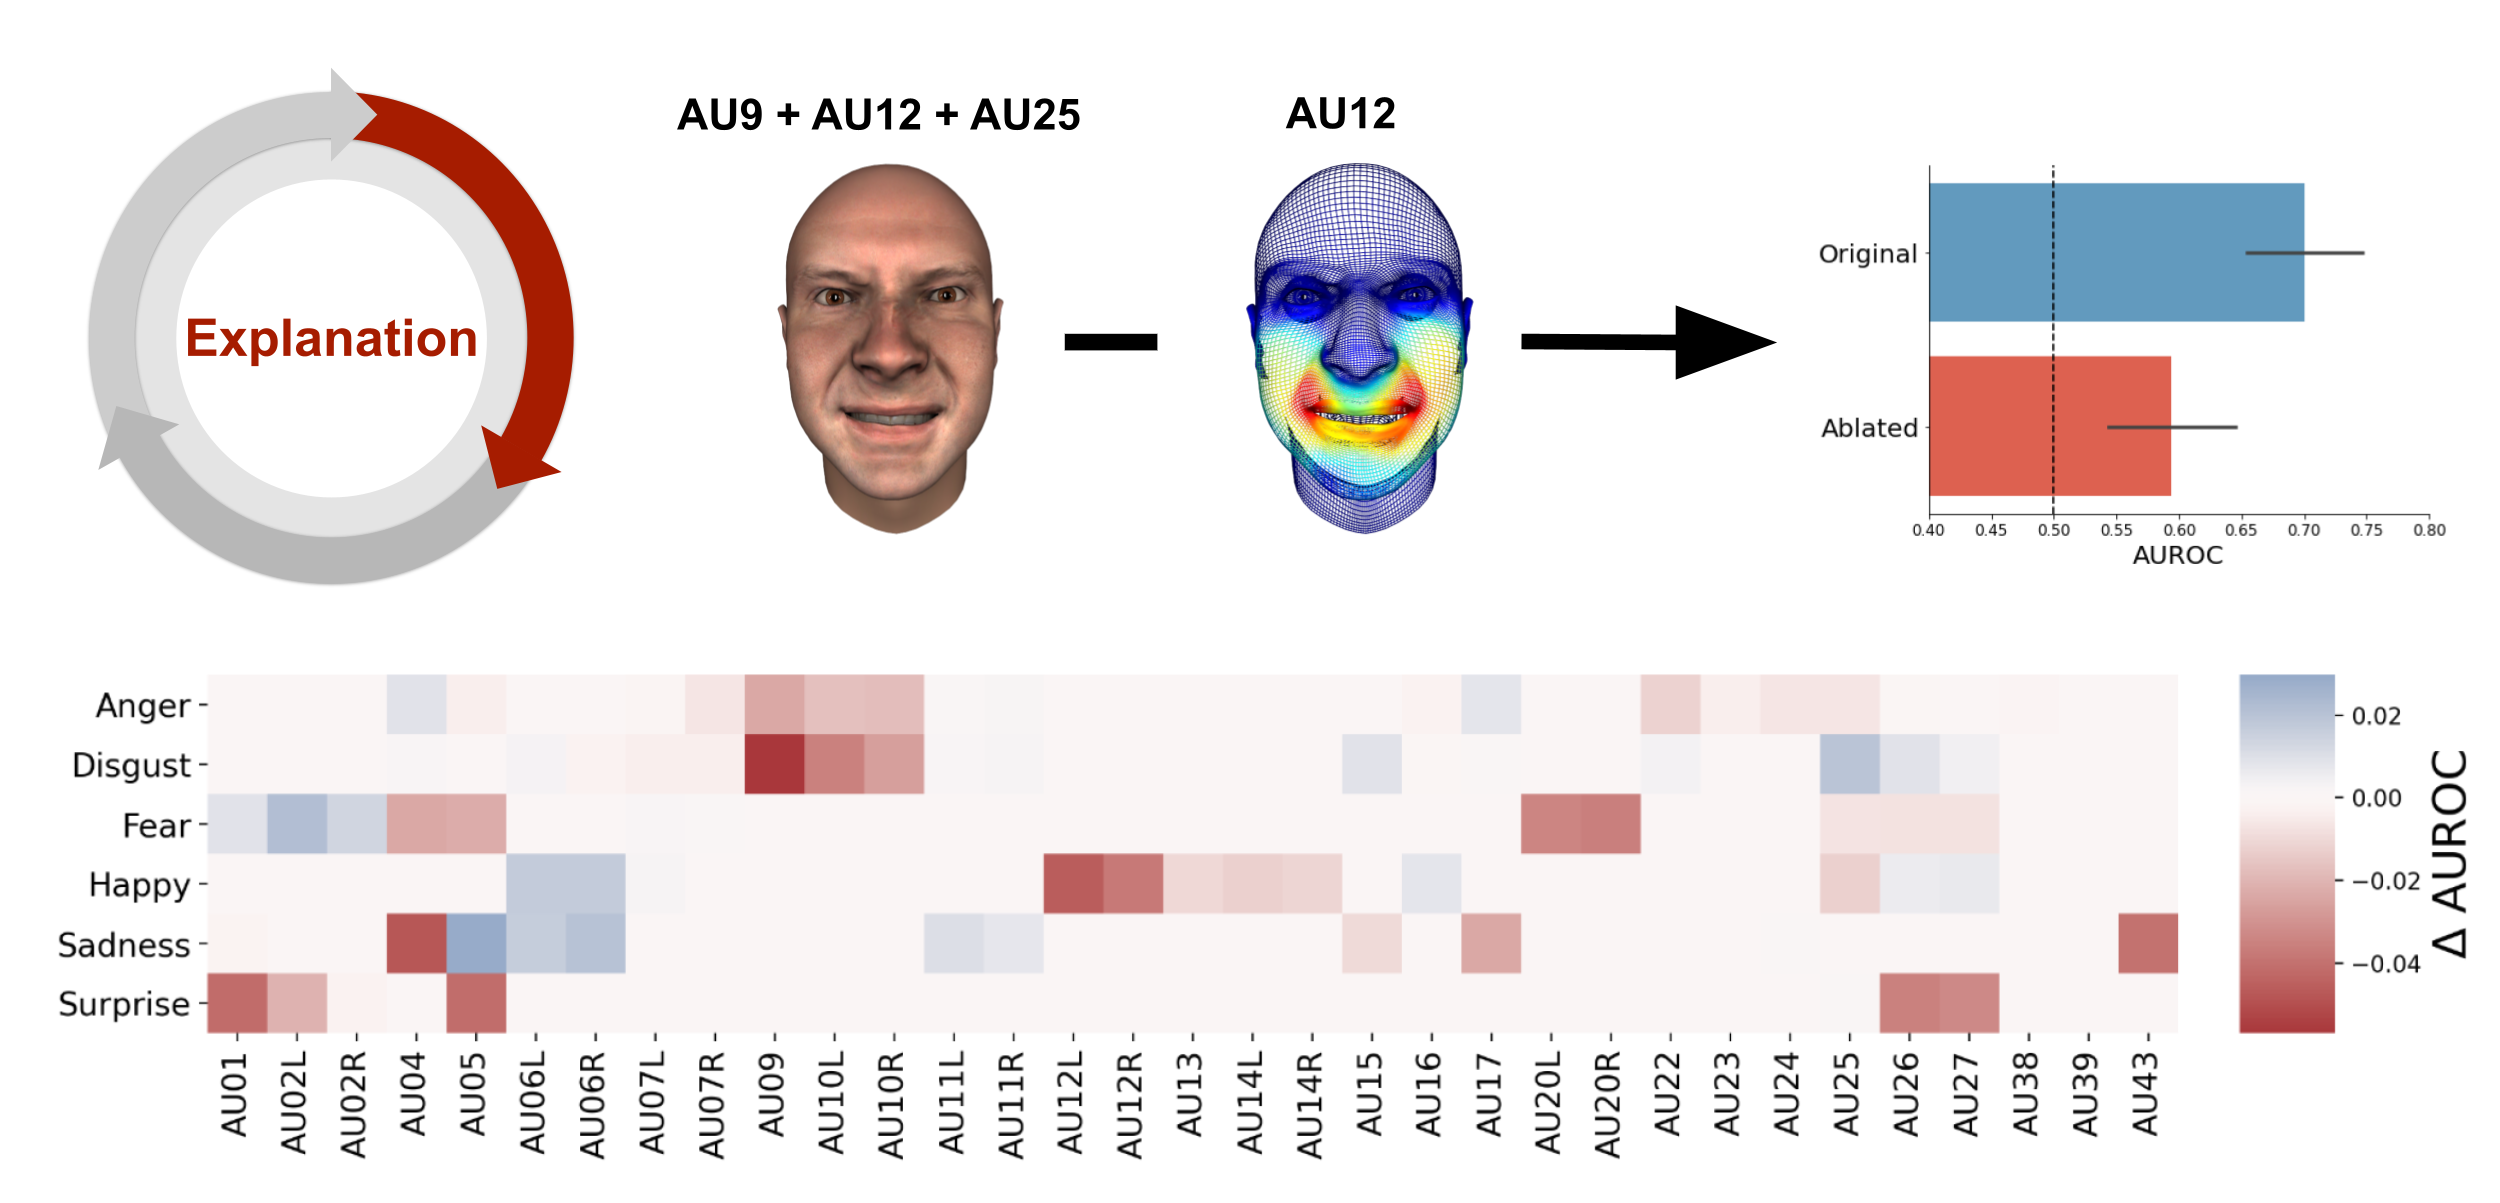 AU9 + AU12 + AU25
AU12
Explanation
Original
Ablated
0.40 0.45 0.50 0.55 0.60 0.65 0.70 0.75 0.80
AUROC
Anger
Disgust
Fear
Happy
Sadness
Surprise
AU01 AU02L AU02R AU04 AU05 AU06L AU06R AU07L AU07R AU09 AU10L AU10R AU11L AU11R AU12L AU12R AU13 AU14L AU14R AU15 AU16 AU17 AU20L AU20R AU22 AU23 AU24 AU25 AU26 AU27 AU38 AU39 AU43
0.02
0.00
−0.02
−0.04
Δ AUROC